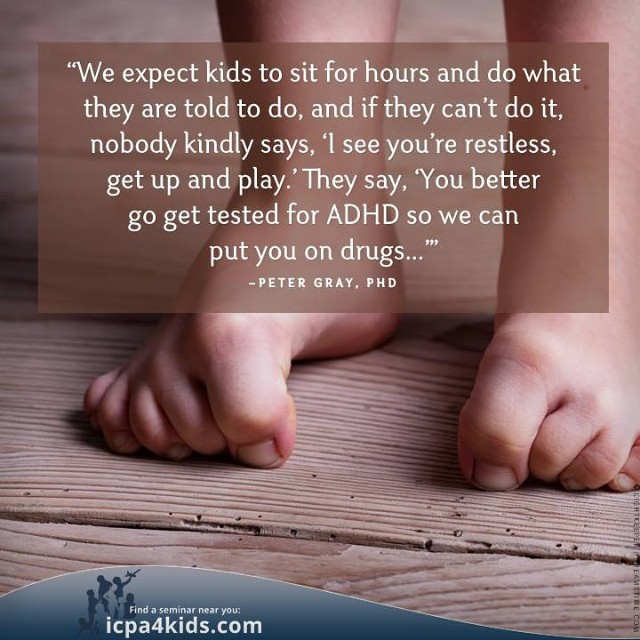 “We expect kids to sit for hours and do what
they are told to do, and if they can’t do it,
nobody kindly says, ‘I see you’re restless,
get up and play.’ They say, ‘You better
go get tested for ADHD so we can
put you on drugs...’”
–PETER GRAY, PHD
Find a seminar near you:
icpa4kids.com